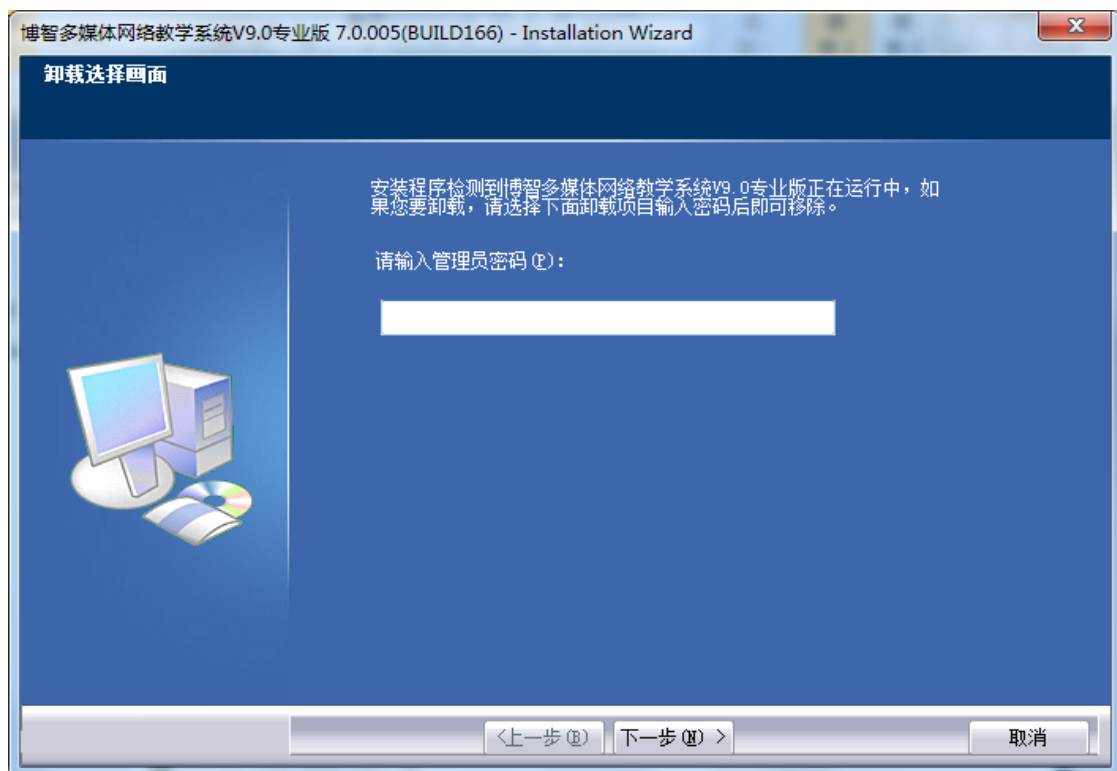 博智多媒体网络教学系统V9.0专业版 7.0.005(BUILD166) - Installation Wizard
卸载选择画面
安装程序检测到博智多媒体网络教学系统V9.0专业版正在运行中，如
果您要卸载，请选择下面卸载项目输入密码后即可移除。
请输入管理员密码(P)：
<上一步(B)
下一步(N) >
取消